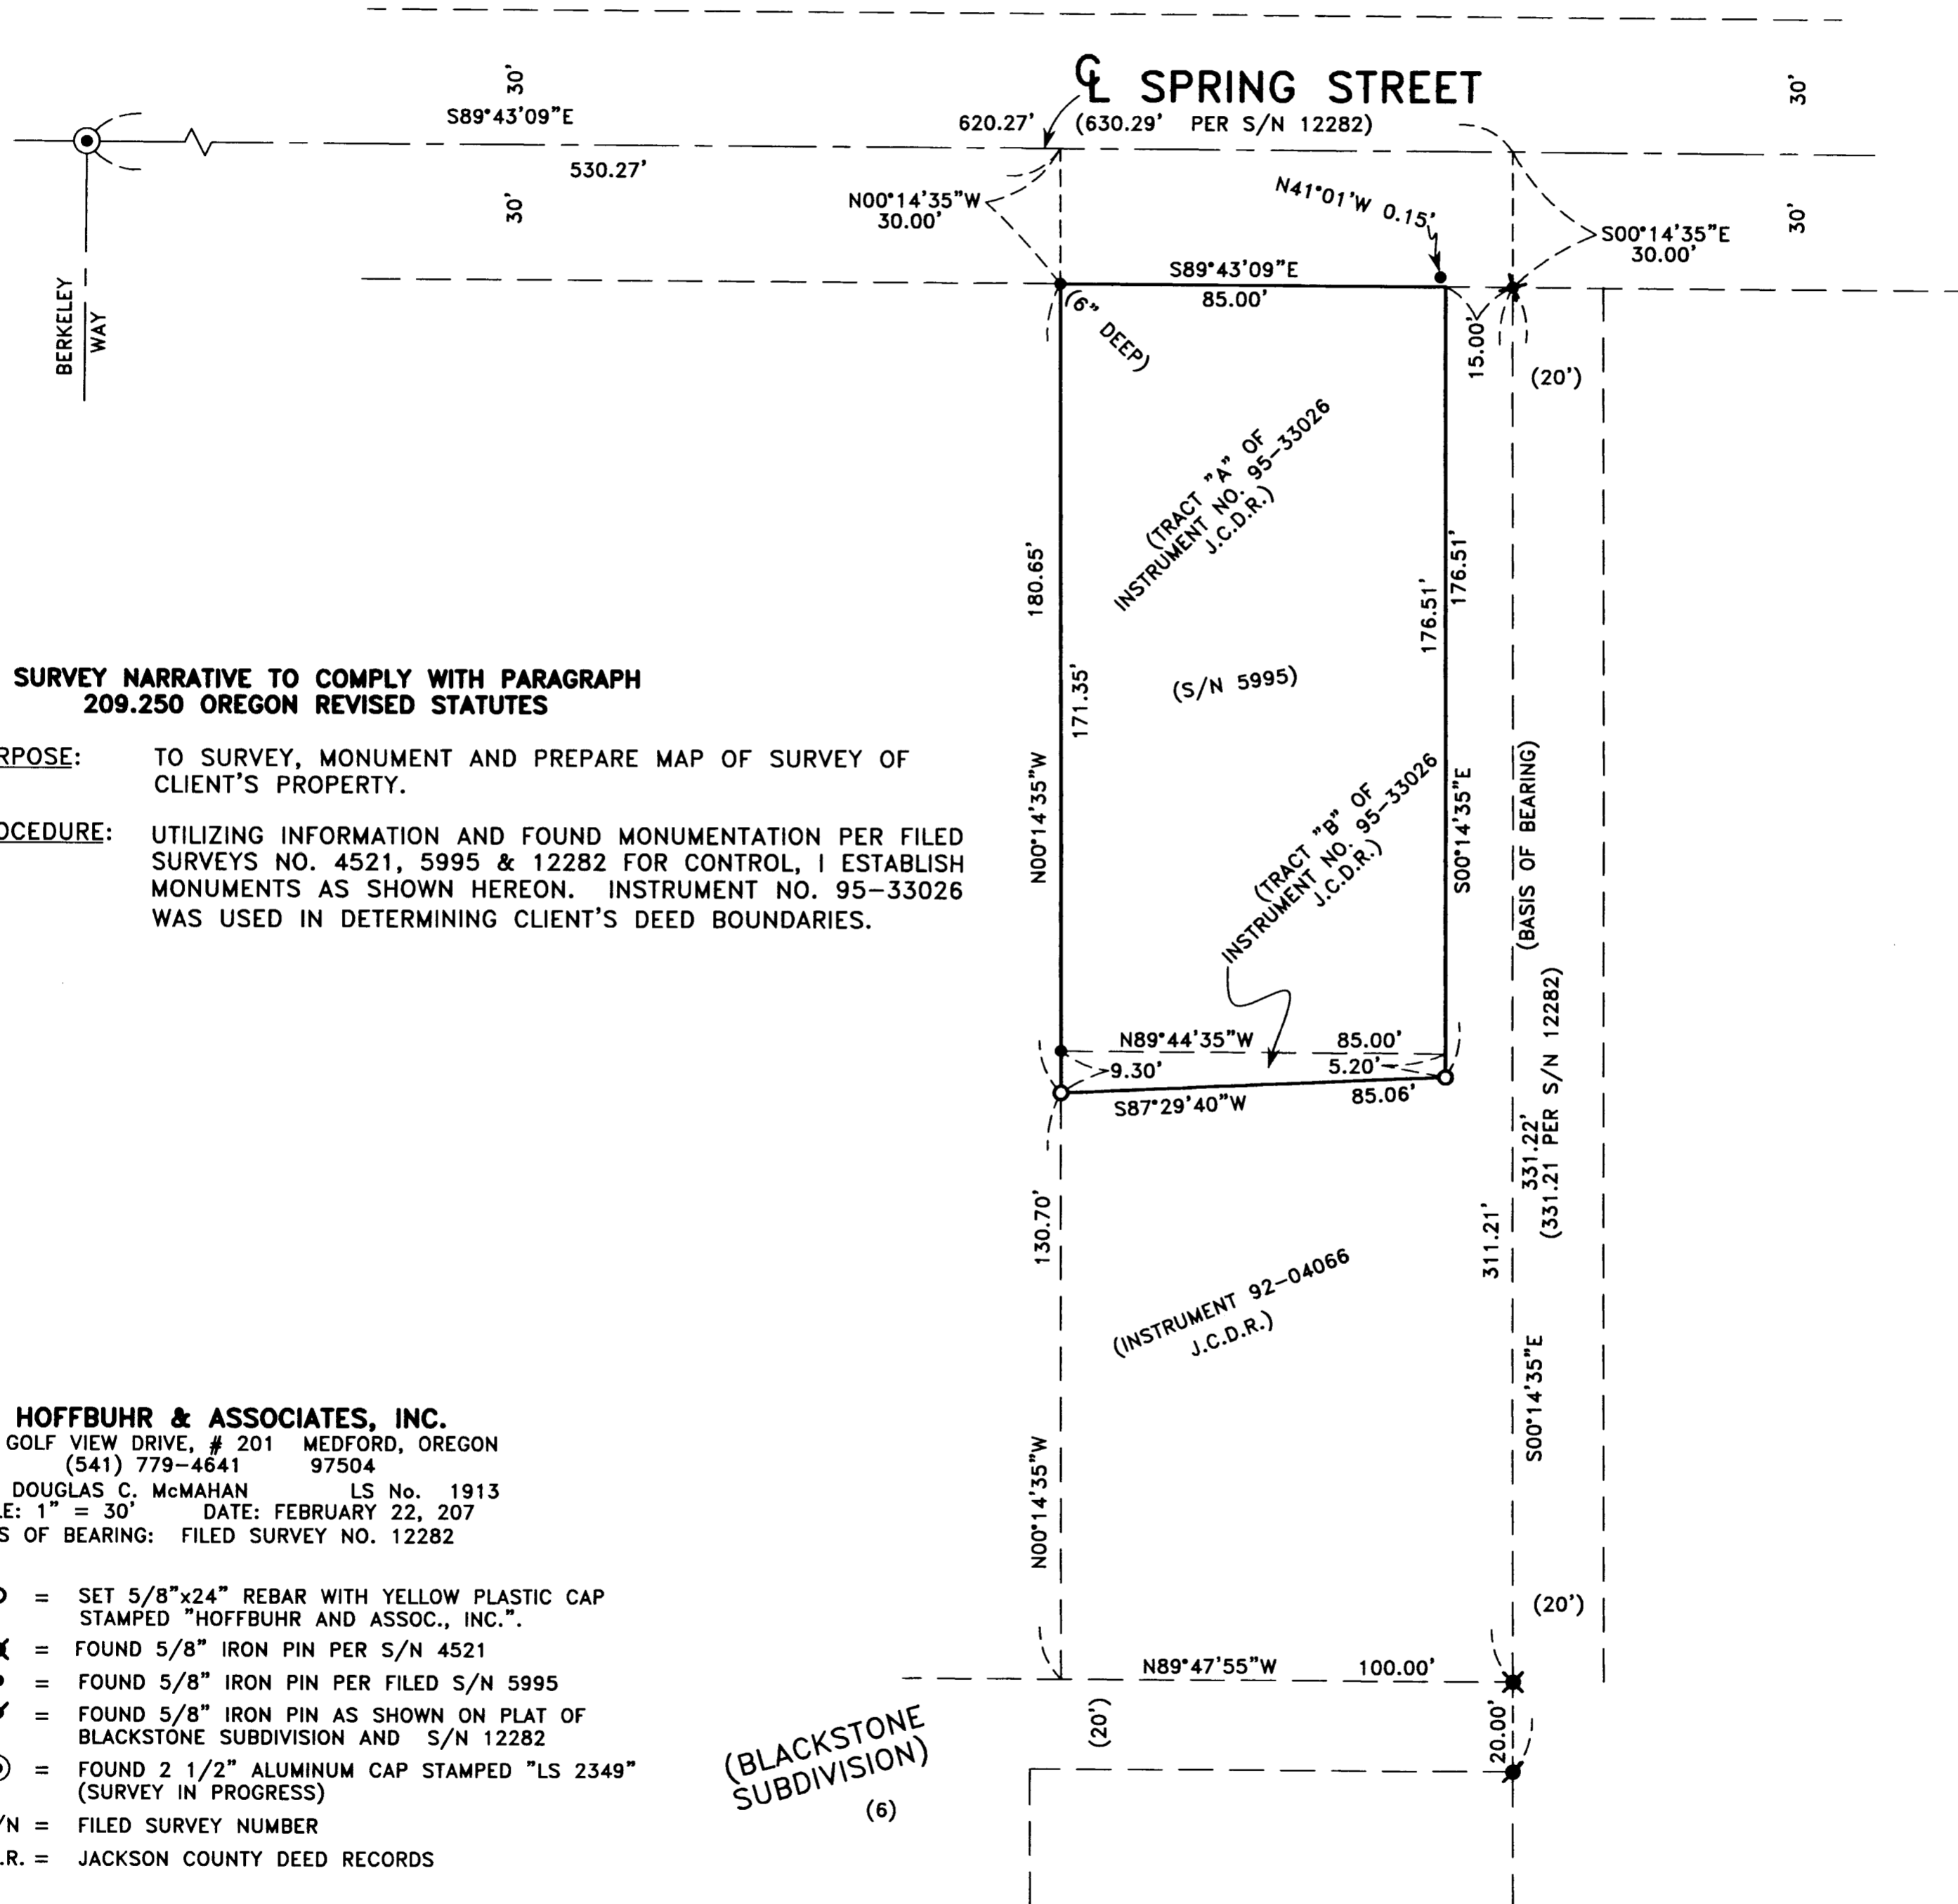 30'
℄ SPRING STREET
30'
S89°43'09"E
620.27'
(630.29' PER S/N 12282)
530.27'
30'
N00°14'35"W
30.00'
N41°01'W 0.15'
30'
S00°14'35"E
30.00'
BERKELEY
WAY
S89°43'09"E
85.00'
(6" DEEP)
15.00'
(20')
(TRACT "A" OF
INSTRUMENT NO. 95-33026
J.C.D.R.)
180.65'
176.51'
176.51'
171.35'
(S/N 5995)
N00°14'35"W
S00°14'35"E
(BASIS OF BEARING)
(TRACT "B" OF
INSTRUMENT NO. 95-33026
J.C.D.R.)
SURVEY NARRATIVE TO COMPLY WITH PARAGRAPH
209.250 OREGON REVISED STATUTES
RPOSE: TO SURVEY, MONUMENT AND PREPARE MAP OF SURVEY OF
CLIENT'S PROPERTY.
OCEDURE: UTILIZING INFORMATION AND FOUND MONUMENTATION PER FILED
SURVEYS NO. 4521, 5995 & 12282 FOR CONTROL, I ESTABLISH
MONUMENTS AS SHOWN HEREON. INSTRUMENT NO. 95-33026
WAS USED IN DETERMINING CLIENT'S DEED BOUNDARIES.
N89°44'35"W 85.00'
9.30'
5.20'
S87°29'40"W 85.06'
331.22'
(331.21 PER S/N 12282)
130.70'
311.21'
(INSTRUMENT 92-04066
J.C.D.R.)
S00°14'35"E
N00°14'35"W
(20')
N89°47'55"W 100.00'
(20')
20.00'
(BLACKSTONE
SUBDIVISION)
(6)
HOFFBUHR & ASSOCIATES, INC.
GOLF VIEW DRIVE, # 201 MEDFORD, OREGON
(541) 779-4641 97504
DOUGLAS C. McMAHAN LS No. 1913
LE: 1" = 30' DATE: FEBRUARY 22, 207
S OF BEARING: FILED SURVEY NO. 12282
= SET 5/8"x24" REBAR WITH YELLOW PLASTIC CAP
STAMPED "HOFFBUHR AND ASSOC., INC.".
= FOUND 5/8" IRON PIN PER S/N 4521
= FOUND 5/8" IRON PIN PER FILED S/N 5995
= FOUND 5/8" IRON PIN AS SHOWN ON PLAT OF
BLACKSTONE SUBDIVISION AND S/N 12282
= FOUND 2 1/2" ALUMINUM CAP STAMPED "LS 2349"
(SURVEY IN PROGRESS)
/N = FILED SURVEY NUMBER
.R. = JACKSON COUNTY DEED RECORDS